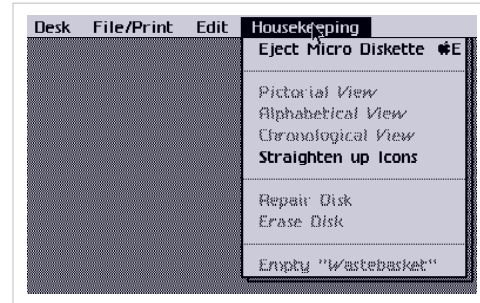 Desk File/Print Edit Housekeeping
Eject Micro Diskette E
Pictorial View
Alphabetical View
Chronological View
Straighten up Icons
Repair Disk
Erase Disk
Empty "Wastebasket"